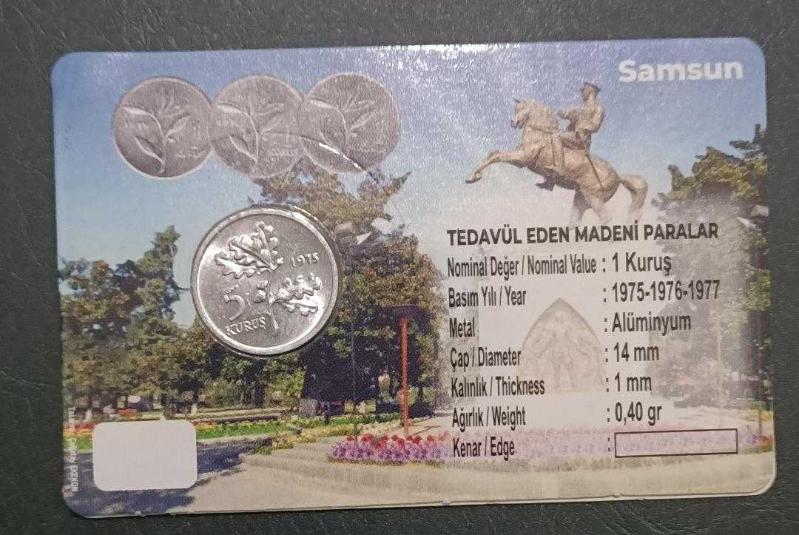 Samsun
TEDAVÜL EDEN MADENİ PARALAR
Nominal Değer / Nominal Value : 1 Kuruş
Basım Yılı / Year : 1975-1976-1977
Metal : Alüminyum
Çap / Diameter : 14 mm
Kalınlık / Thickness : 1 mm
Ağırlık / Weight : 0,40 gr
Kenar / Edge :
1975
5
KURUŞ